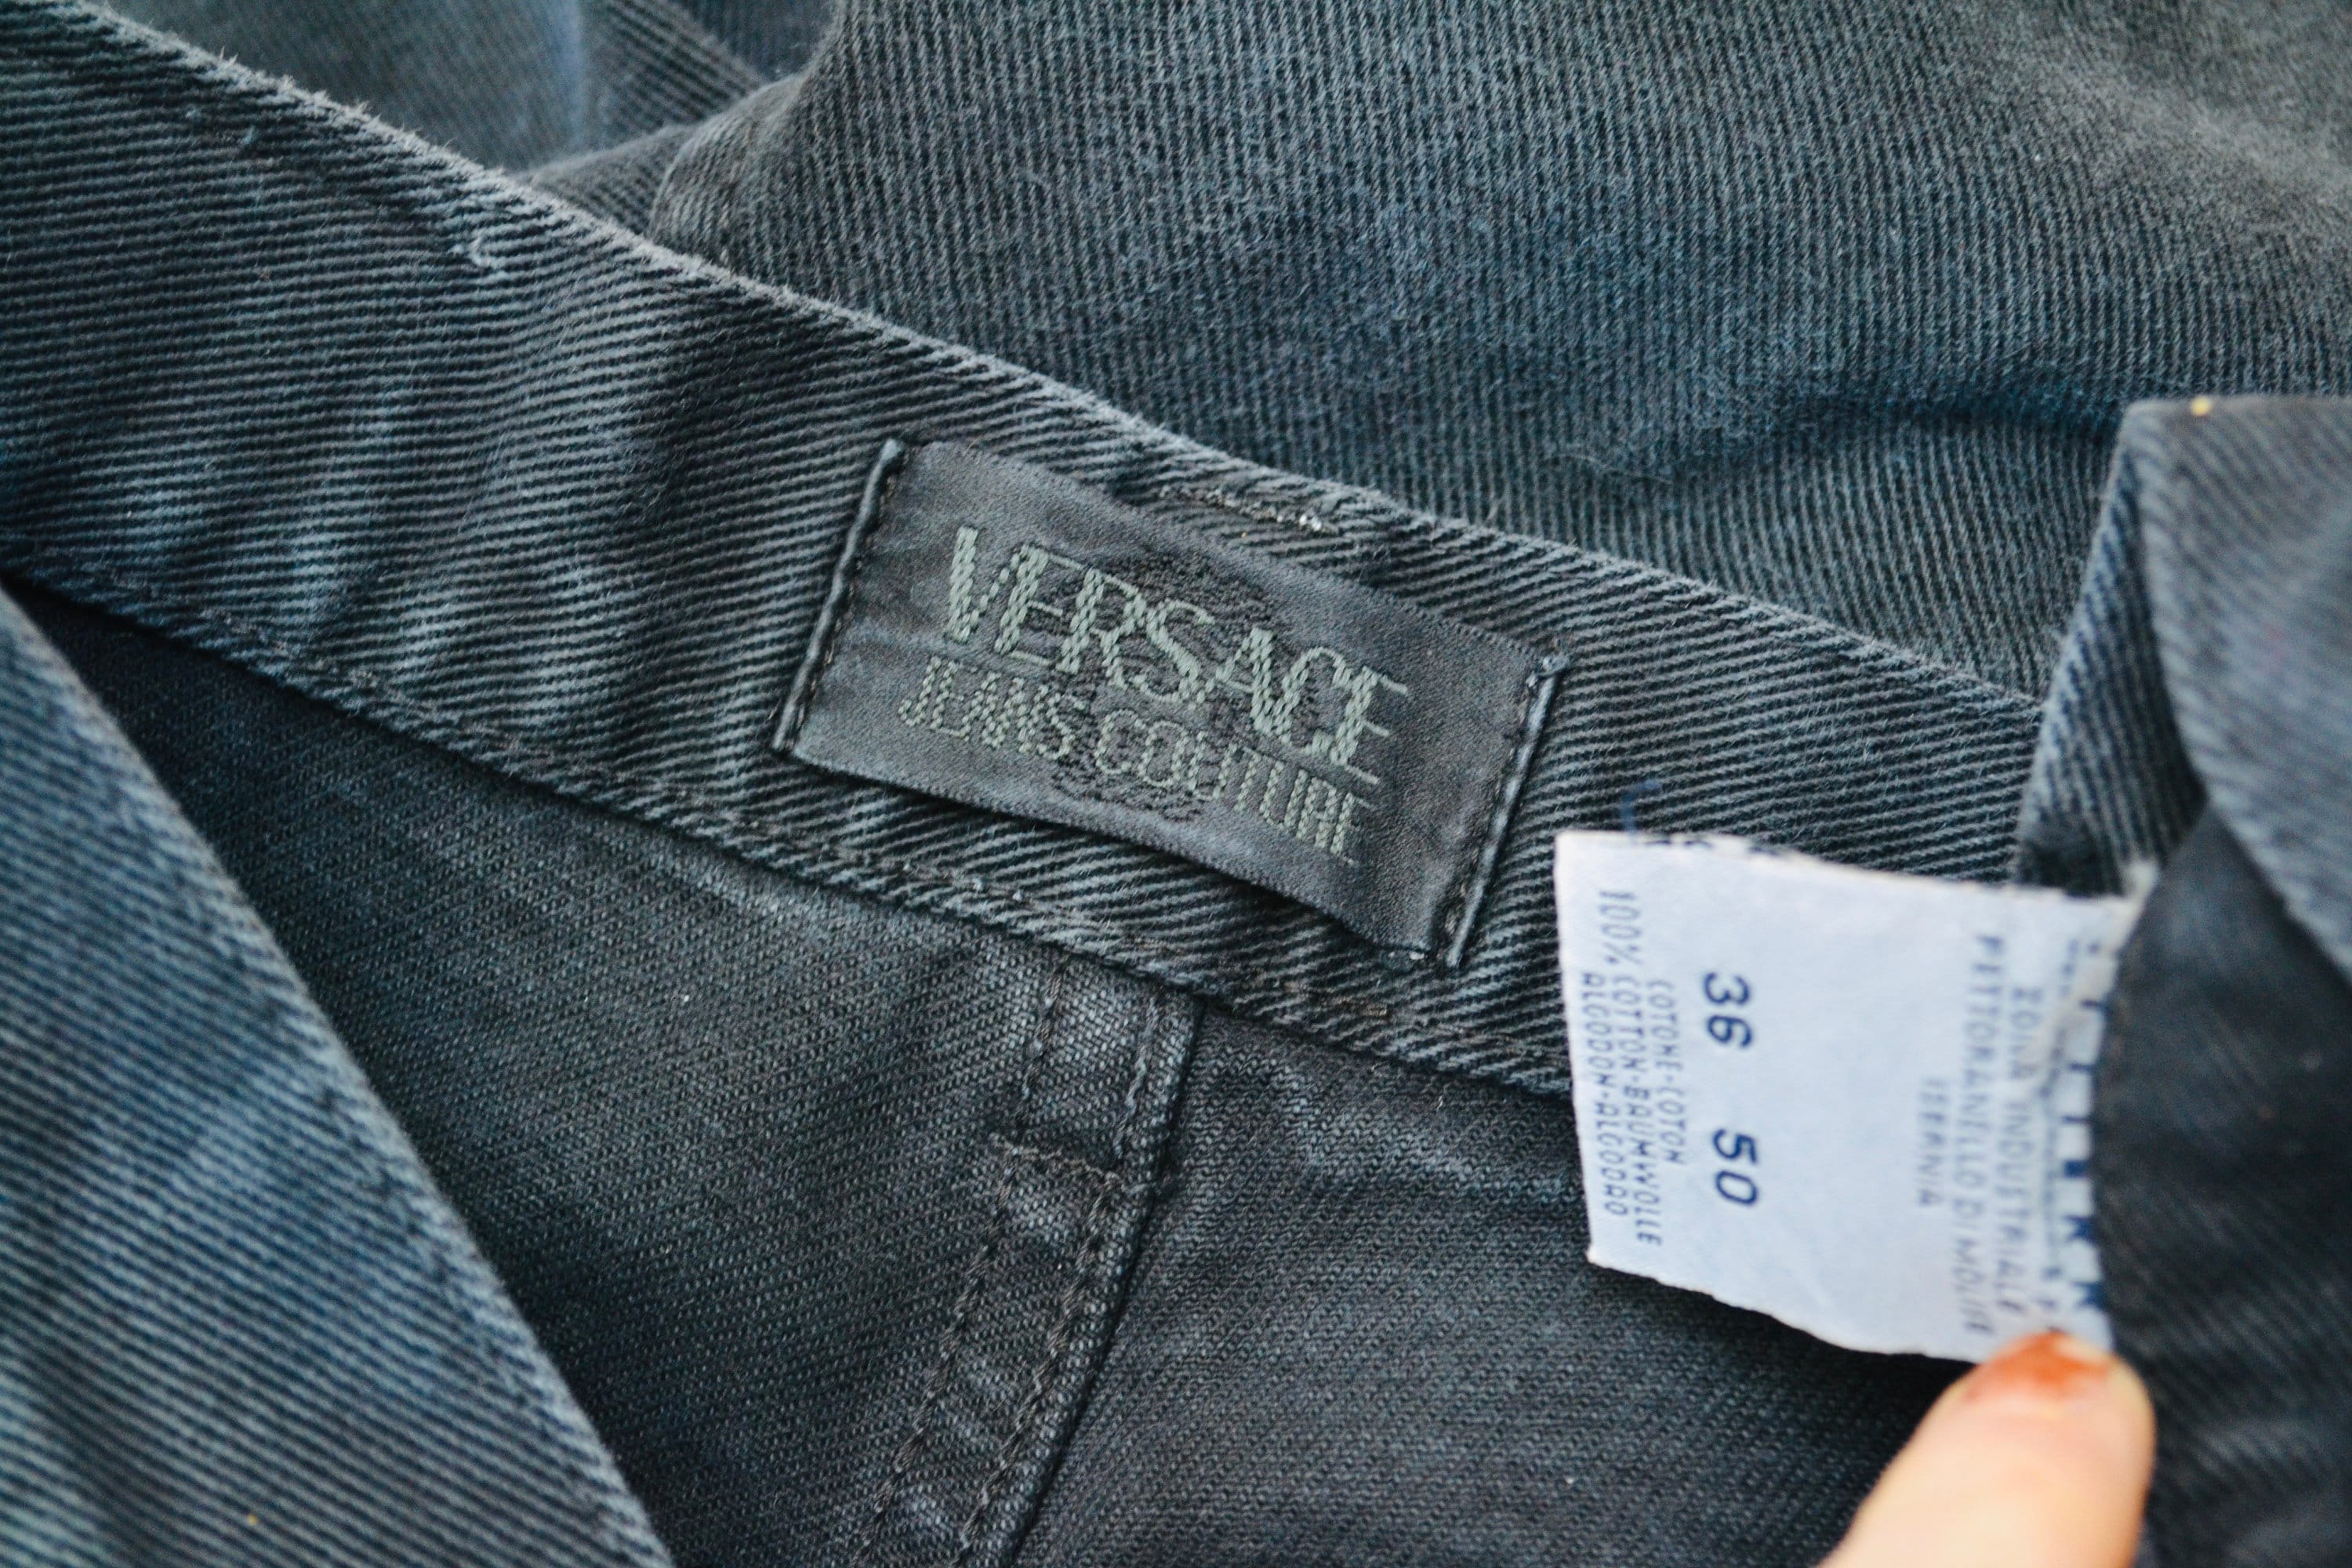 VERSACE
JEANS COUTURE
ZONA INDUSTRIALE
PETTORANELLO DI MOLISE
ISERNIA
36 50
COTONE-COTON
100% COTTON-BAUMWOLLE
ALGODON-ALGODAO